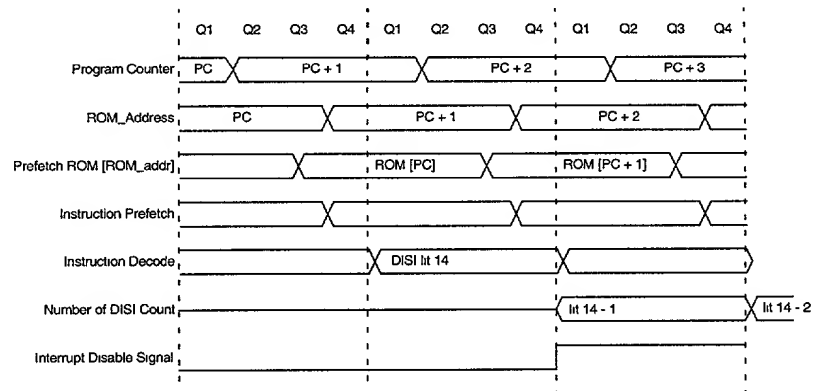 Q1 Q2 Q3 Q4 Q1 Q2 Q3 Q4 Q1 Q2 Q3 Q4
Program Counter PC PC + 1 PC + 2 PC + 3
ROM_Address PC PC + 1 PC + 2
Prefetch ROM [ROM_addr] ROM [PC] ROM [PC + 1]
Instruction Prefetch
Instruction Decode DISI lit 14
Number of DISI Count lit 14 - 1 lit 14 - 2
Interrupt Disable Signal